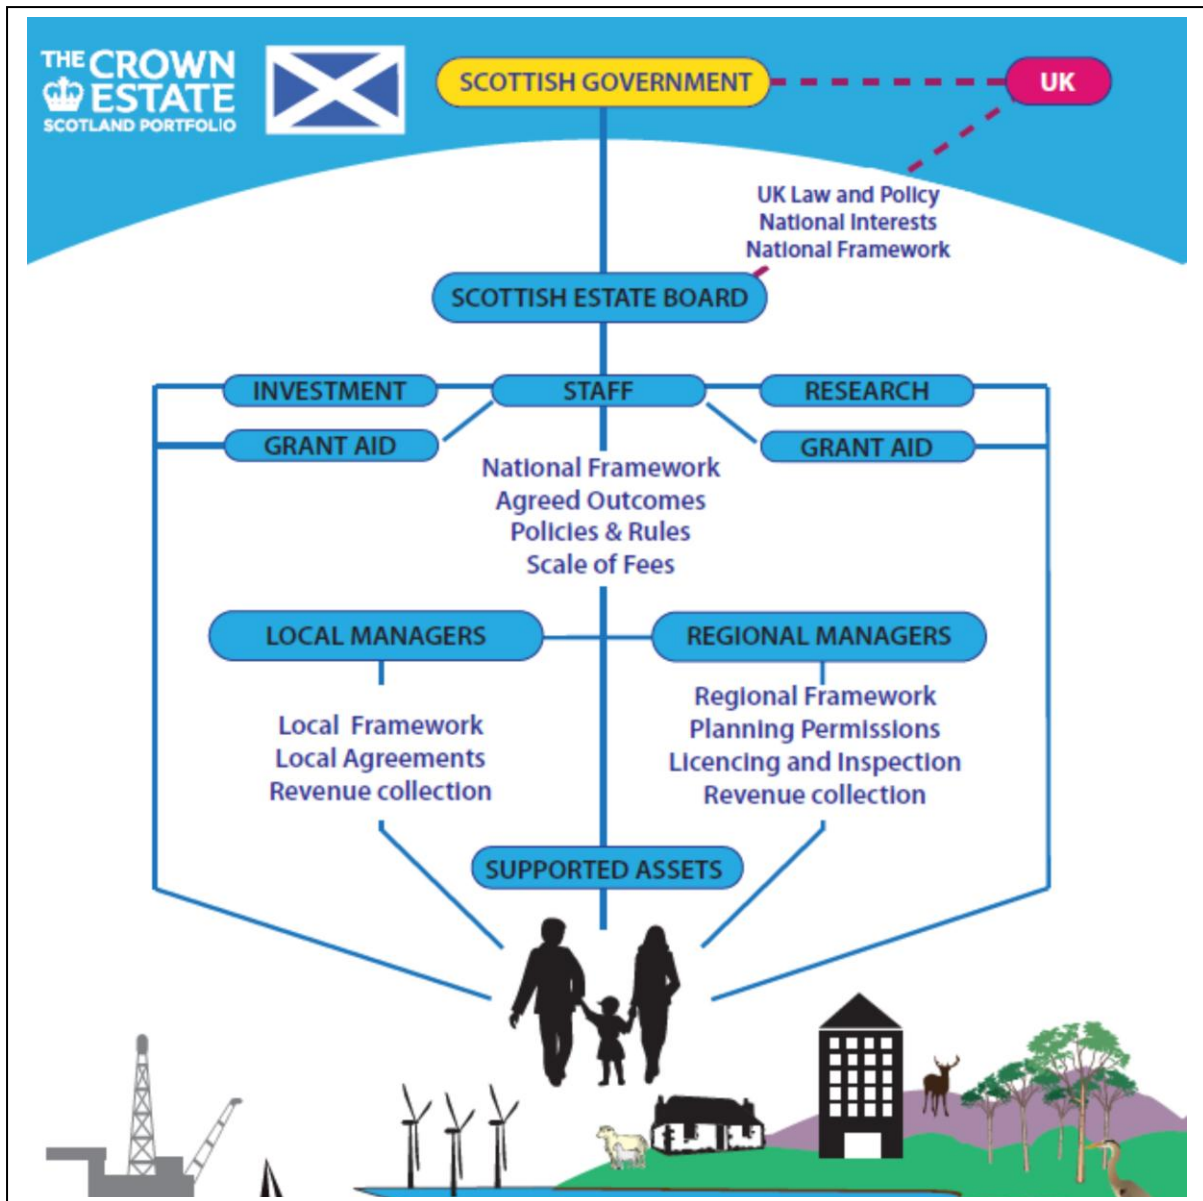 THE CROWN
ESTATE
SCOTLAND PORTFOLIO
SCOTTISH GOVERNMENT
UK
UK Law and Policy
National Interests
National Framework
SCOTTISH ESTATE BOARD
INVESTMENT
STAFF
RESEARCH
GRANT AID
GRANT AID
National Framework
Agreed Outcomes
Policies & Rules
Scale of Fees
LOCAL MANAGERS
REGIONAL MANAGERS
Local Framework
Local Agreements
Revenue collection
Regional Framework
Planning Permissions
Licencing and Inspection
Revenue collection
SUPPORTED ASSETS